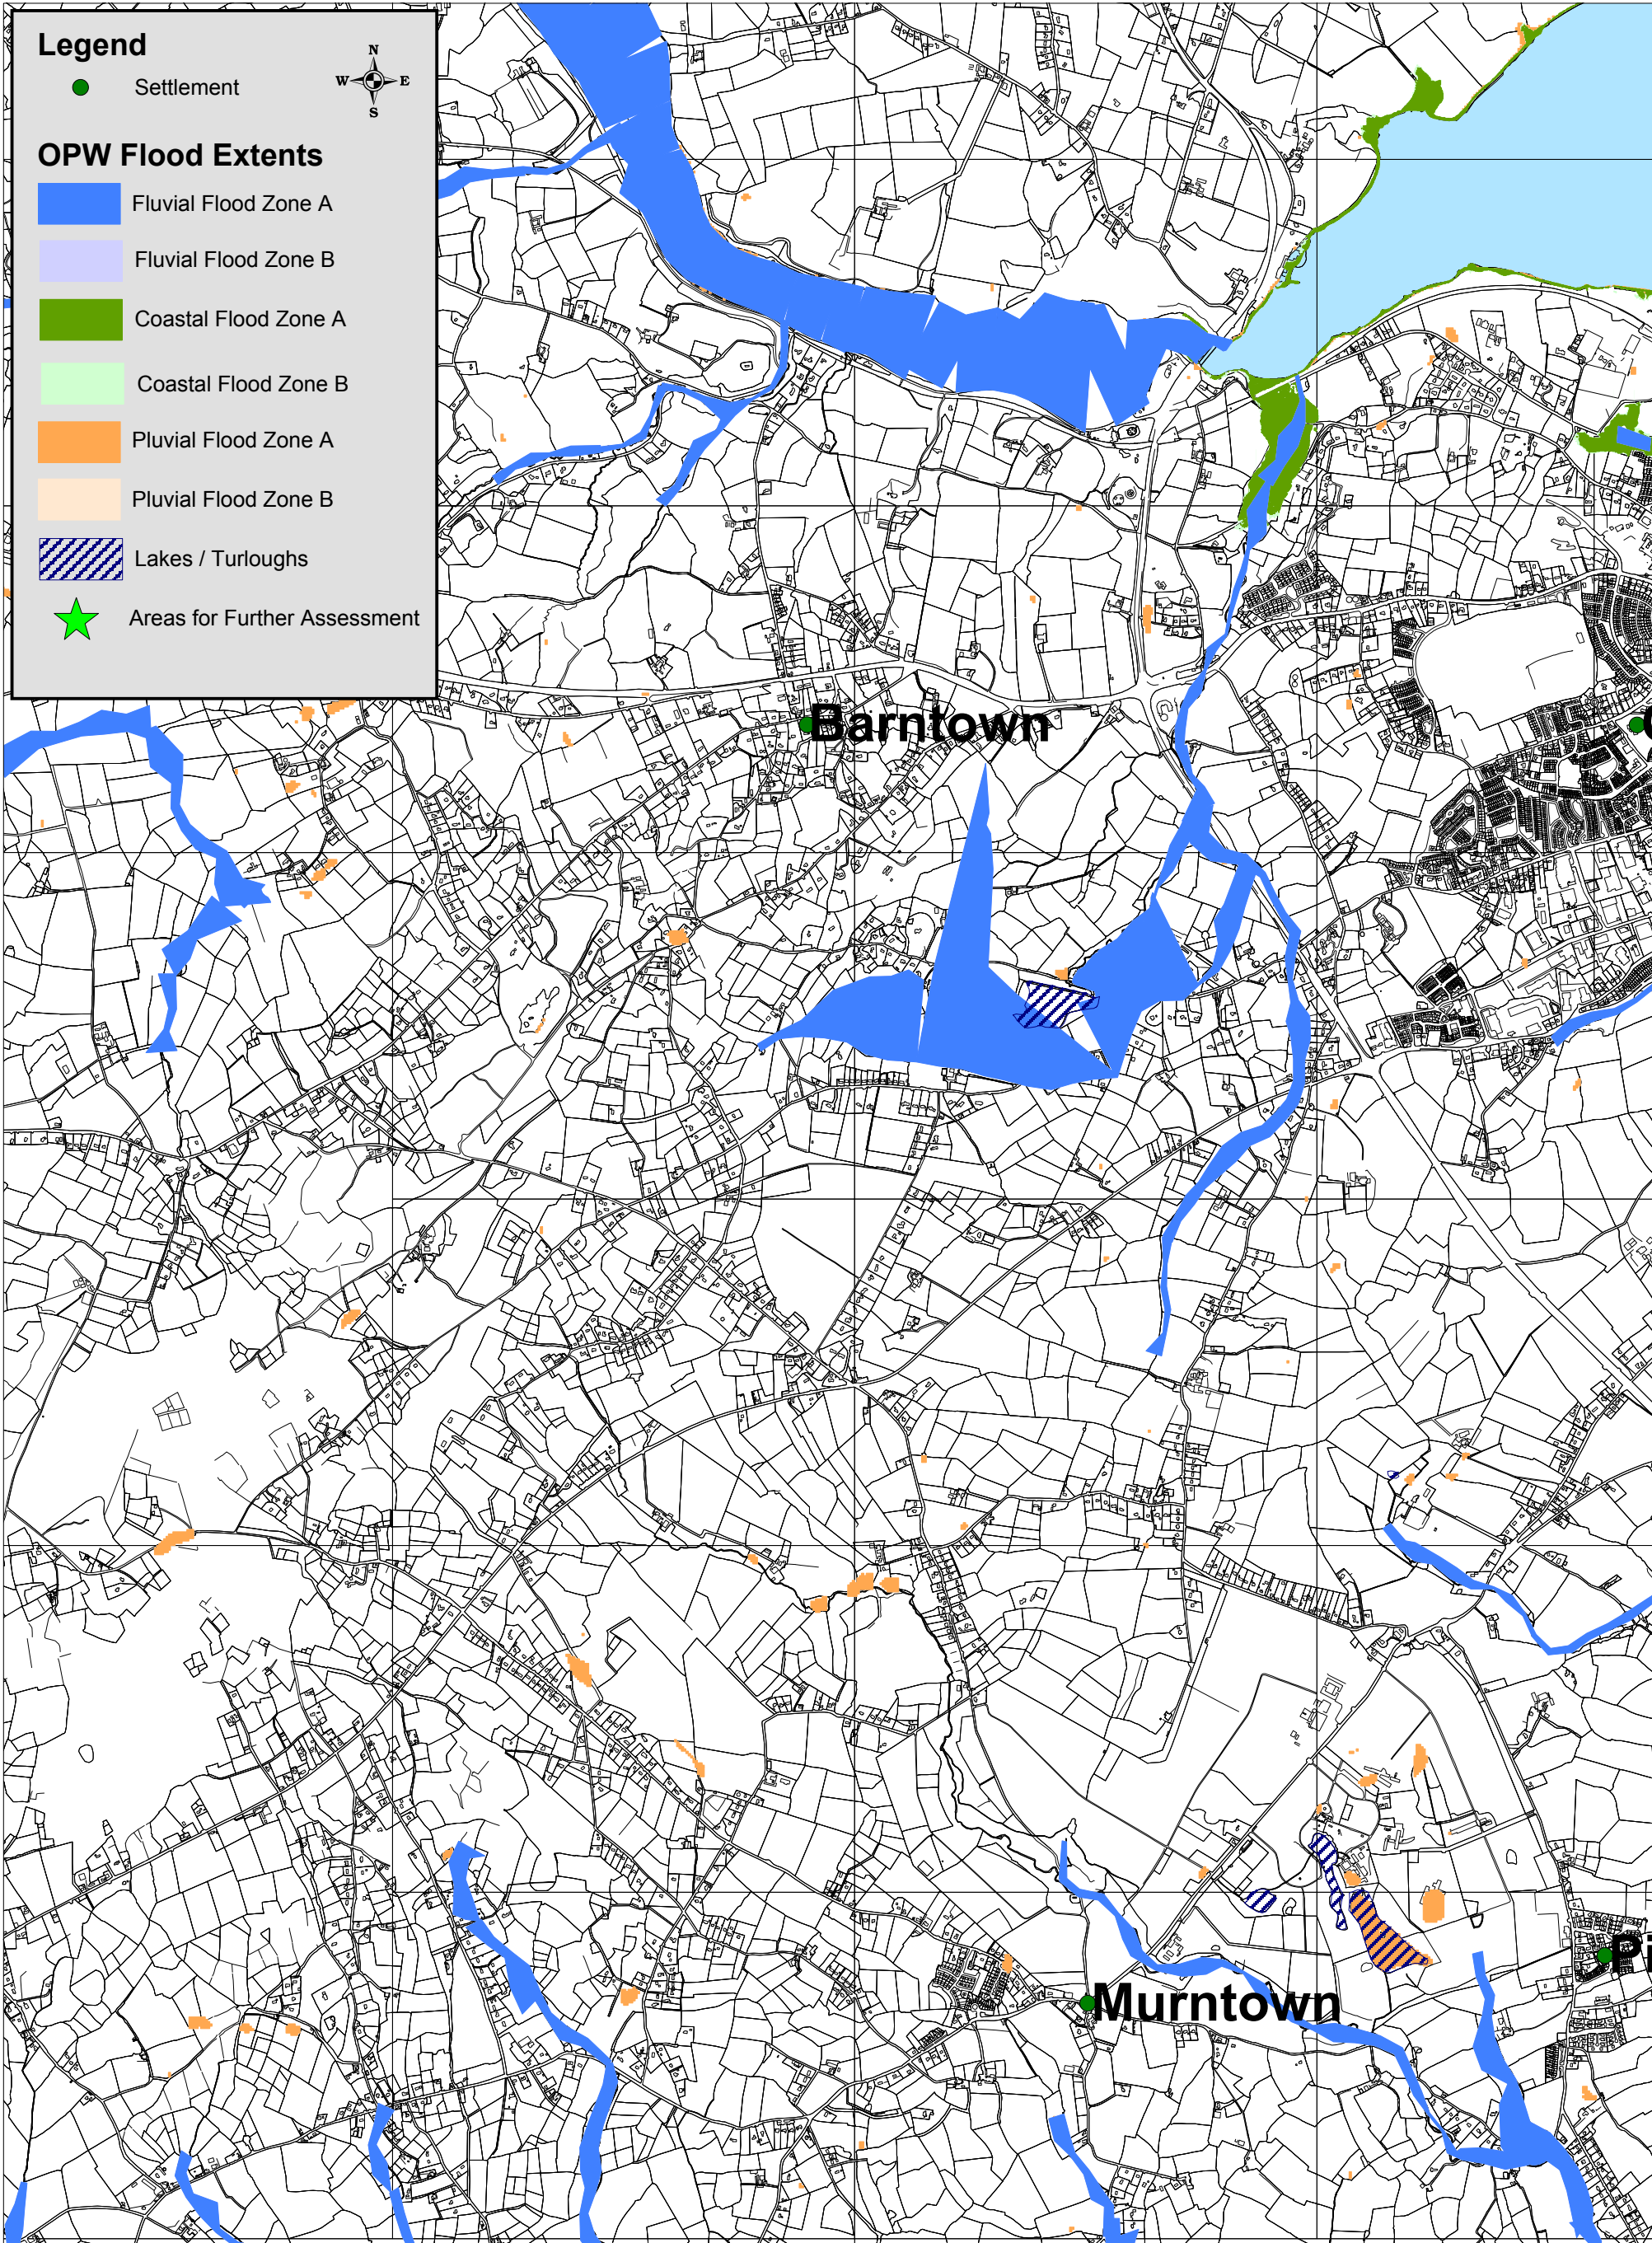 Legend
N
W E
S
Settlement
OPW Flood Extents
Fluvial Flood Zone A
Fluvial Flood Zone B
Coastal Flood Zone A
Coastal Flood Zone B
Pluvial Flood Zone A
Pluvial Flood Zone B
Lakes / Turloughs
Areas for Further Assessment
Barntown
Murntown
Pi